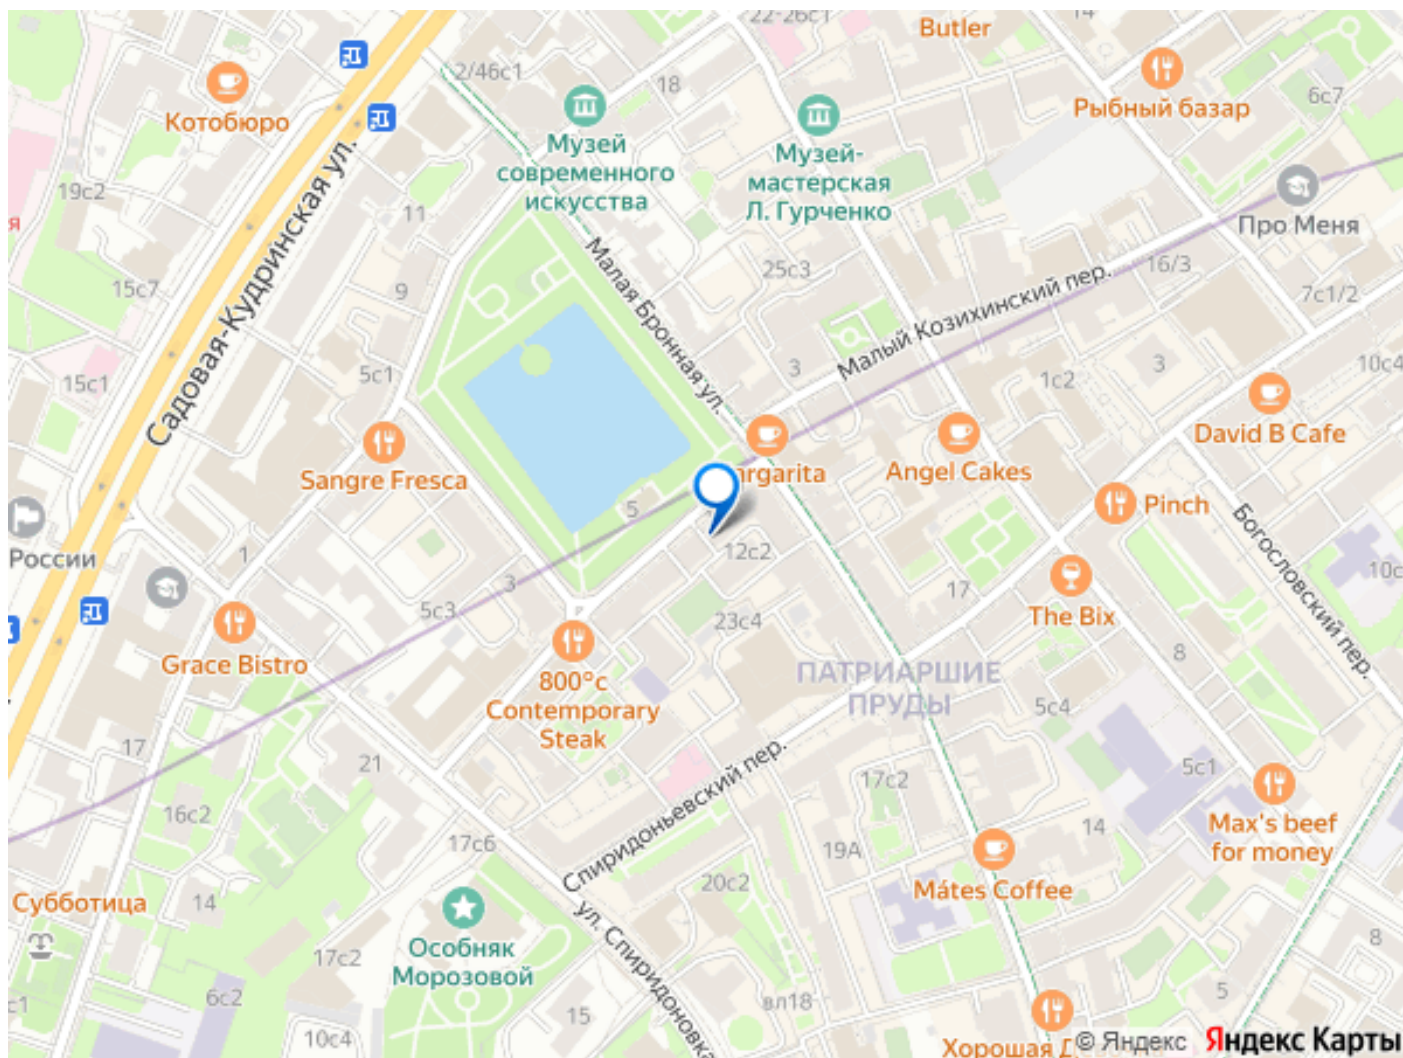 22-26с1
14
Butler
2/46с1
18
Рыбный базар
6с7
Котобюро
Музей
современного
искусства
Музей-
мастерская
Л. Гурченко
19с2
11
Про Меня
Садовая-Кудринская ул.
Малая Бронная ул.
25с3
16/3
Малый Козихинский пер.
15с7
9
7с1/2
3
3
10с4
15с1
5с1
1с2
David B Cafe
Sangre Fresca
Angel Cakes
5
Pinch
Богословский пер.
России
1
12с2
3
5с3
17
The Bix
23с4
Grace Bistro
8
800°с
Contemporary
Steak
ПАТРИАРШИЕ
ПРУДЫ
5с4
17
21
Спиридоньевский пер.
17с2
5с1
16с2
17с6
19А
14
Max's beef
for money
20с2
Mátes Coffee
Субботица
14
ул. Спиридоновка
Особняк
Морозовой
17с2
8
6с2
вл18
5
15
10с4
Хорошая
© Яндекс Яндекс Карты